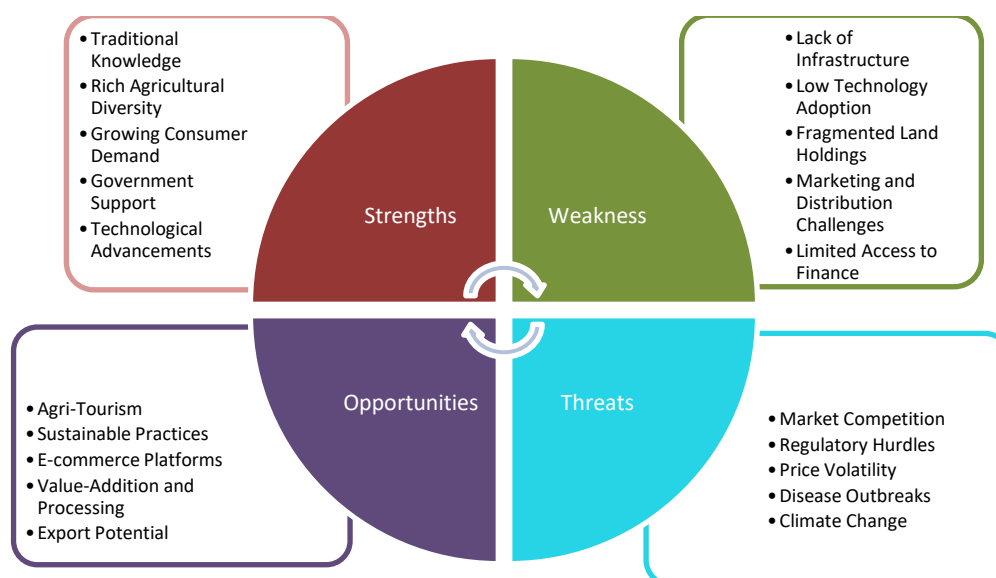 • Traditional
Knowledge
• Rich Agricultural
Diversity
• Growing Consumer
Demand
• Government
Support
• Technological
Advancements
• Lack of
Infrastructure
• Low Technology
Adoption
• Fragmented Land
Holdings
• Marketing and
Distribution
Challenges
• Limited Access to
Finance
Strengths
Weakness
Opportunities
Threats
• Agri-Tourism
• Sustainable Practices
• E-commerce Platforms
• Value-Addition and
Processing
• Export Potential
• Market Competition
• Regulatory Hurdles
• Price Volatility
• Disease Outbreaks
• Climate Change